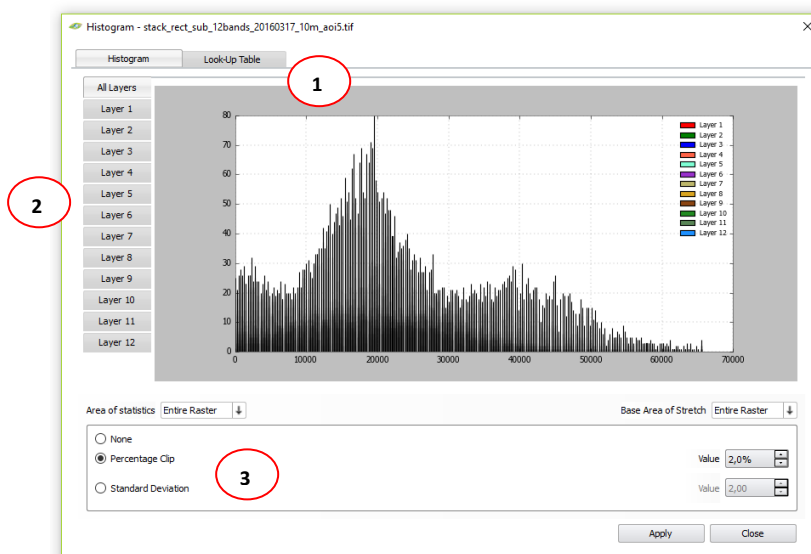 Histogram - stack_rect_sub_12bands_20160317_10m_aoi5.tif
Histogram Look-Up Table
1
All Layers
Layer 1
Layer 2
Layer 3
Layer 4
Layer 5
Layer 6
Layer 7
Layer 8
Layer 9
Layer 10
Layer 11
Layer 12
2
80
70
60
50
40
30
20
10
0
0 10000 20000 30000 40000 50000 60000 70000
Layer 1
Layer 2
Layer 3
Layer 4
Layer 5
Layer 6
Layer 7
Layer 8
Layer 9
Layer 10
Layer 11
Layer 12
Area of statistics Entire Raster Base Area of Stretch Entire Raster
None
Percentage Clip Value 2,0%
3
Standard Deviation Value 2,00
Apply Close